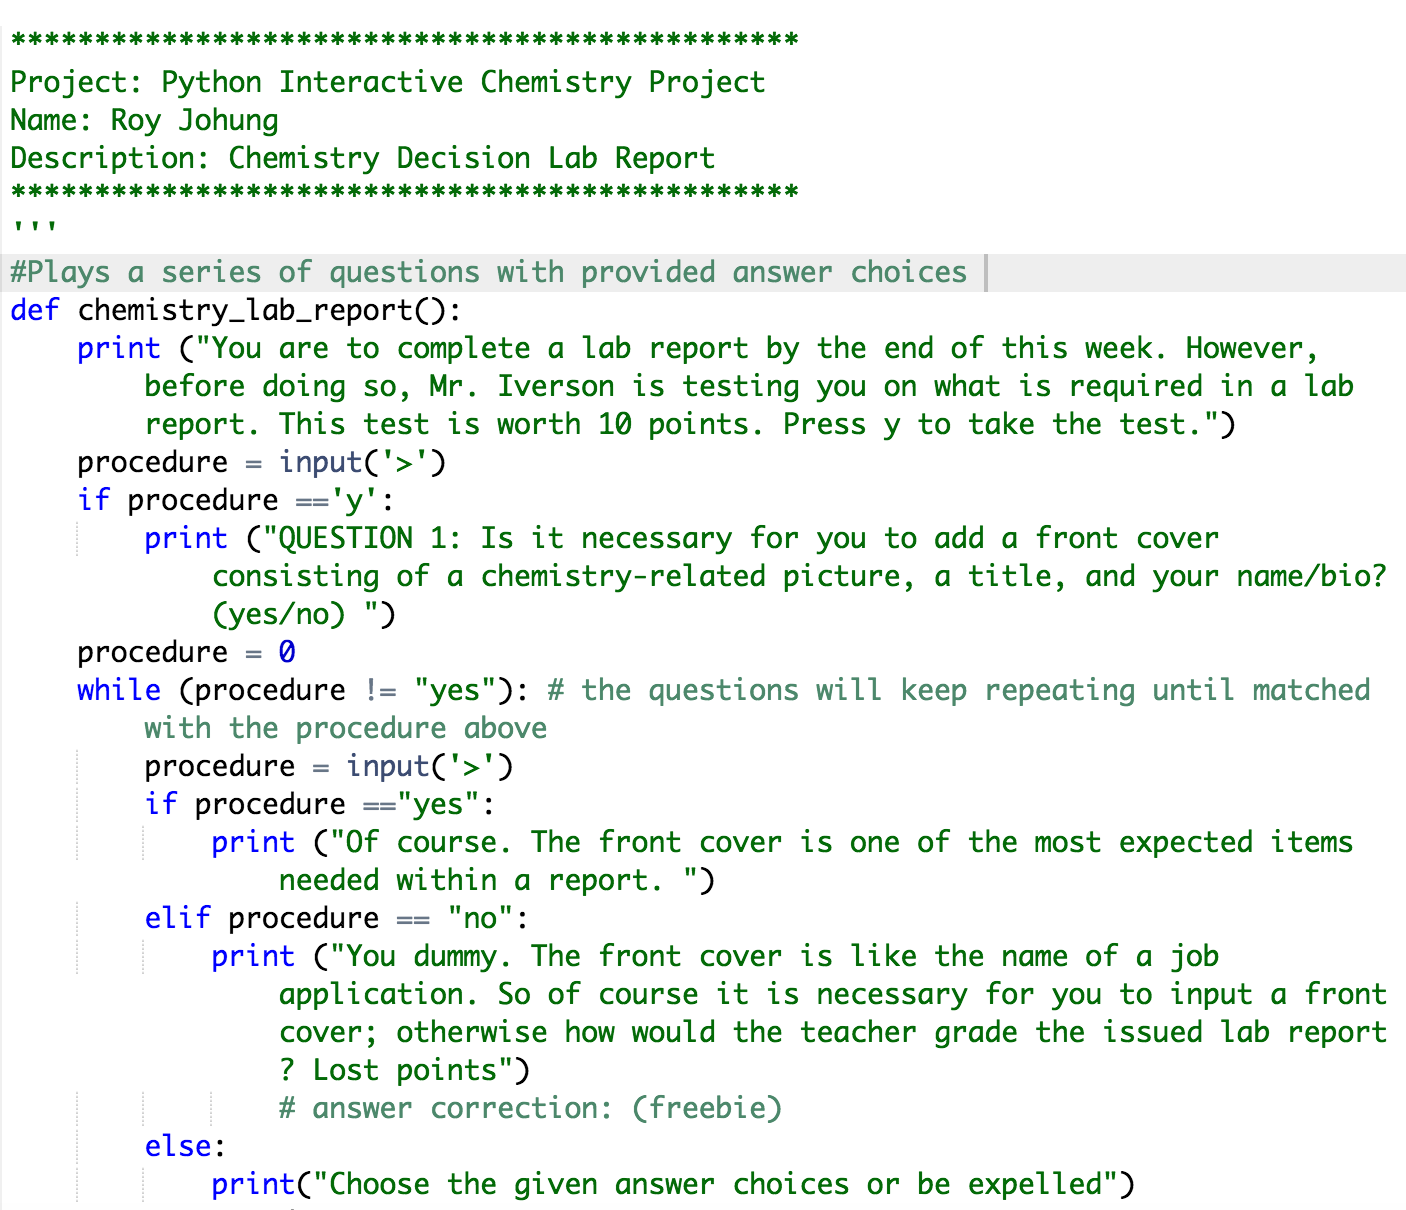 ***********************************************
Project: Python Interactive Chemistry Project
Name: Roy Johung
Description: Chemistry Decision Lab Report
***********************************************
'''
#Plays a series of questions with provided answer choices
def chemistry_lab_report():
    print ("You are to complete a lab report by the end of this week. However,
        before doing so, Mr. Iverson is testing you on what is required in a lab
        report. This test is worth 10 points. Press y to take the test.")
    procedure = input('>')
    if procedure =='y':
        print ("QUESTION 1: Is it necessary for you to add a front cover
            consisting of a chemistry-related picture, a title, and your name/bio?
            (yes/no) ")
    procedure = 0
    while (procedure != "yes"): # the questions will keep repeating until matched
        with the procedure above
        procedure = input('>')
        if procedure =="yes":
            print ("Of course. The front cover is one of the most expected items
                needed within a report. ")
        elif procedure == "no":
            print ("You dummy. The front cover is like the name of a job
                application. So of course it is necessary for you to input a front
                cover; otherwise how would the teacher grade the issued lab report
                ? Lost points")
                # answer correction: (freebie)
        else:
            print("Choose the given answer choices or be expelled")